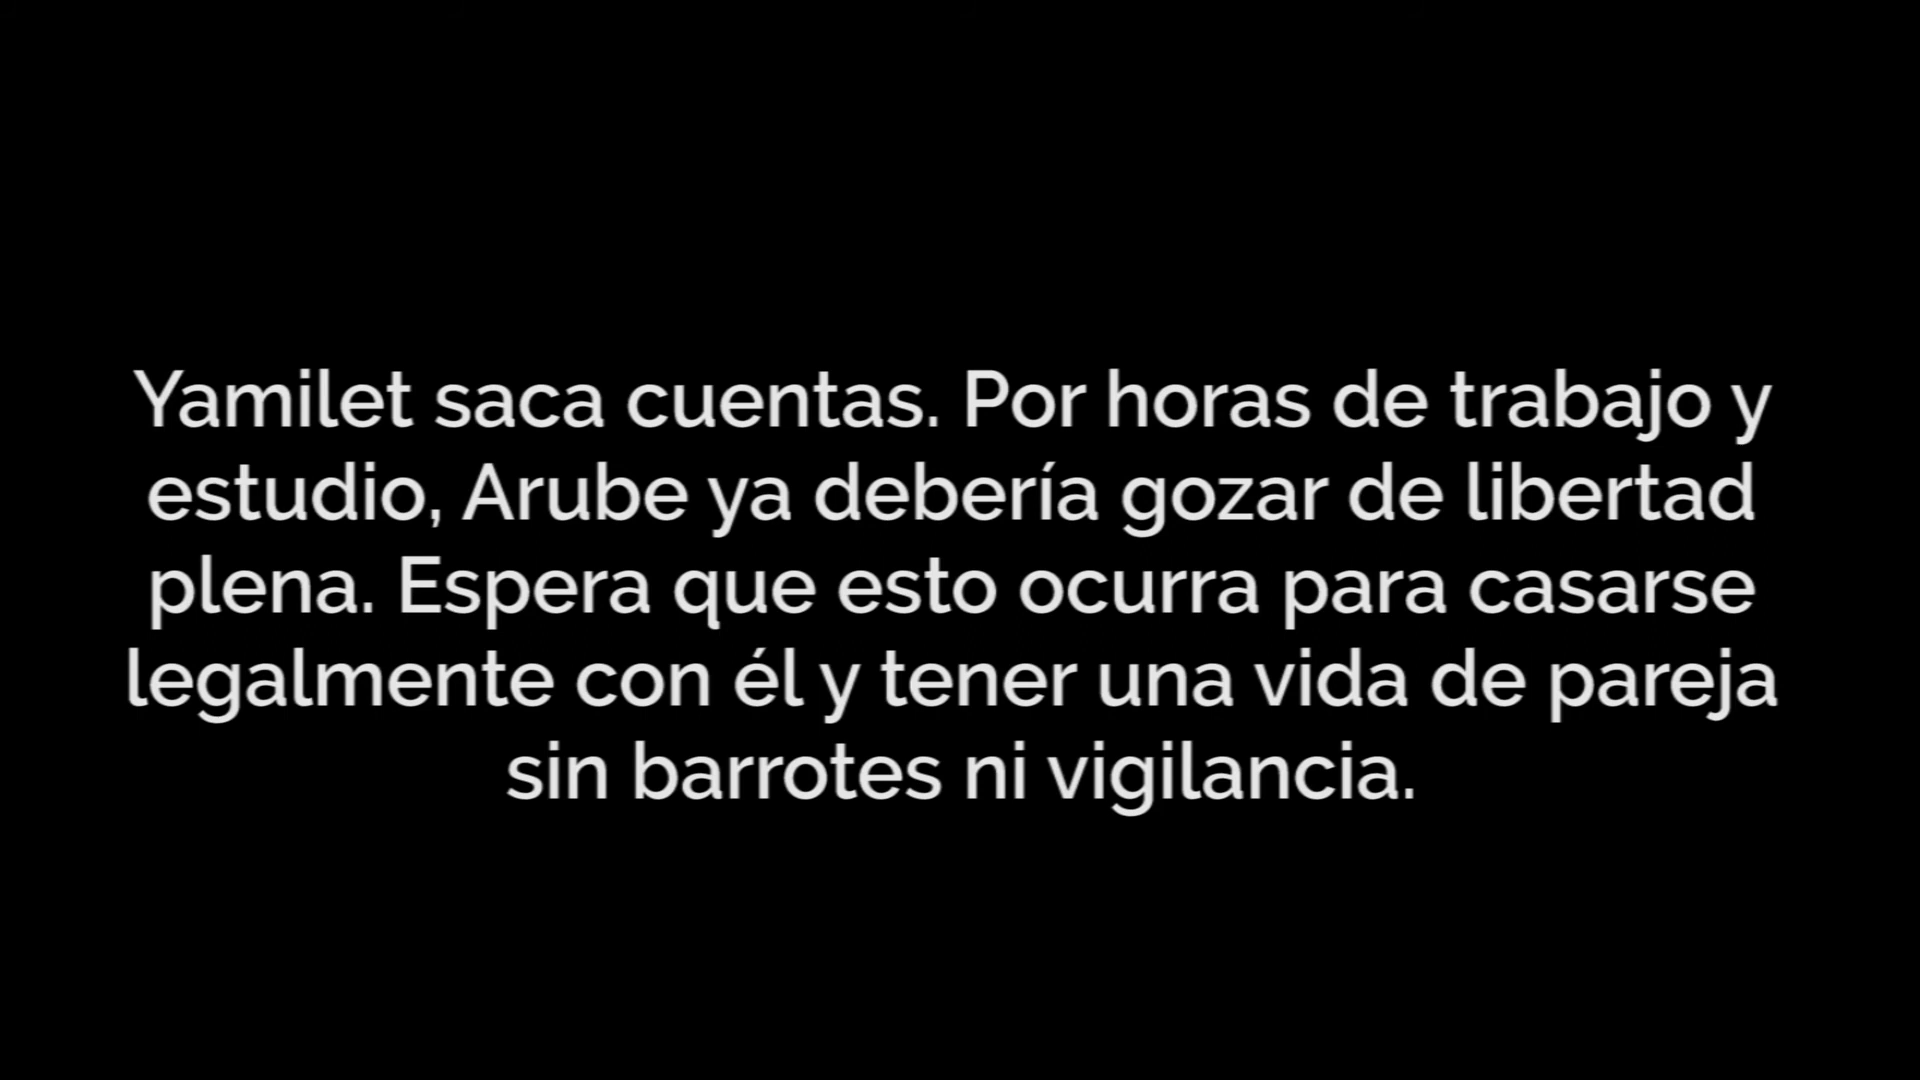 Yamilet saca cuentas. Por horas de trabajo y
estudio, Arube ya debería gozar de libertad
plena. Espera que esto ocurra para casarse
legalmente con él y tener una vida de pareja
sin barrotes ni vigilancia.